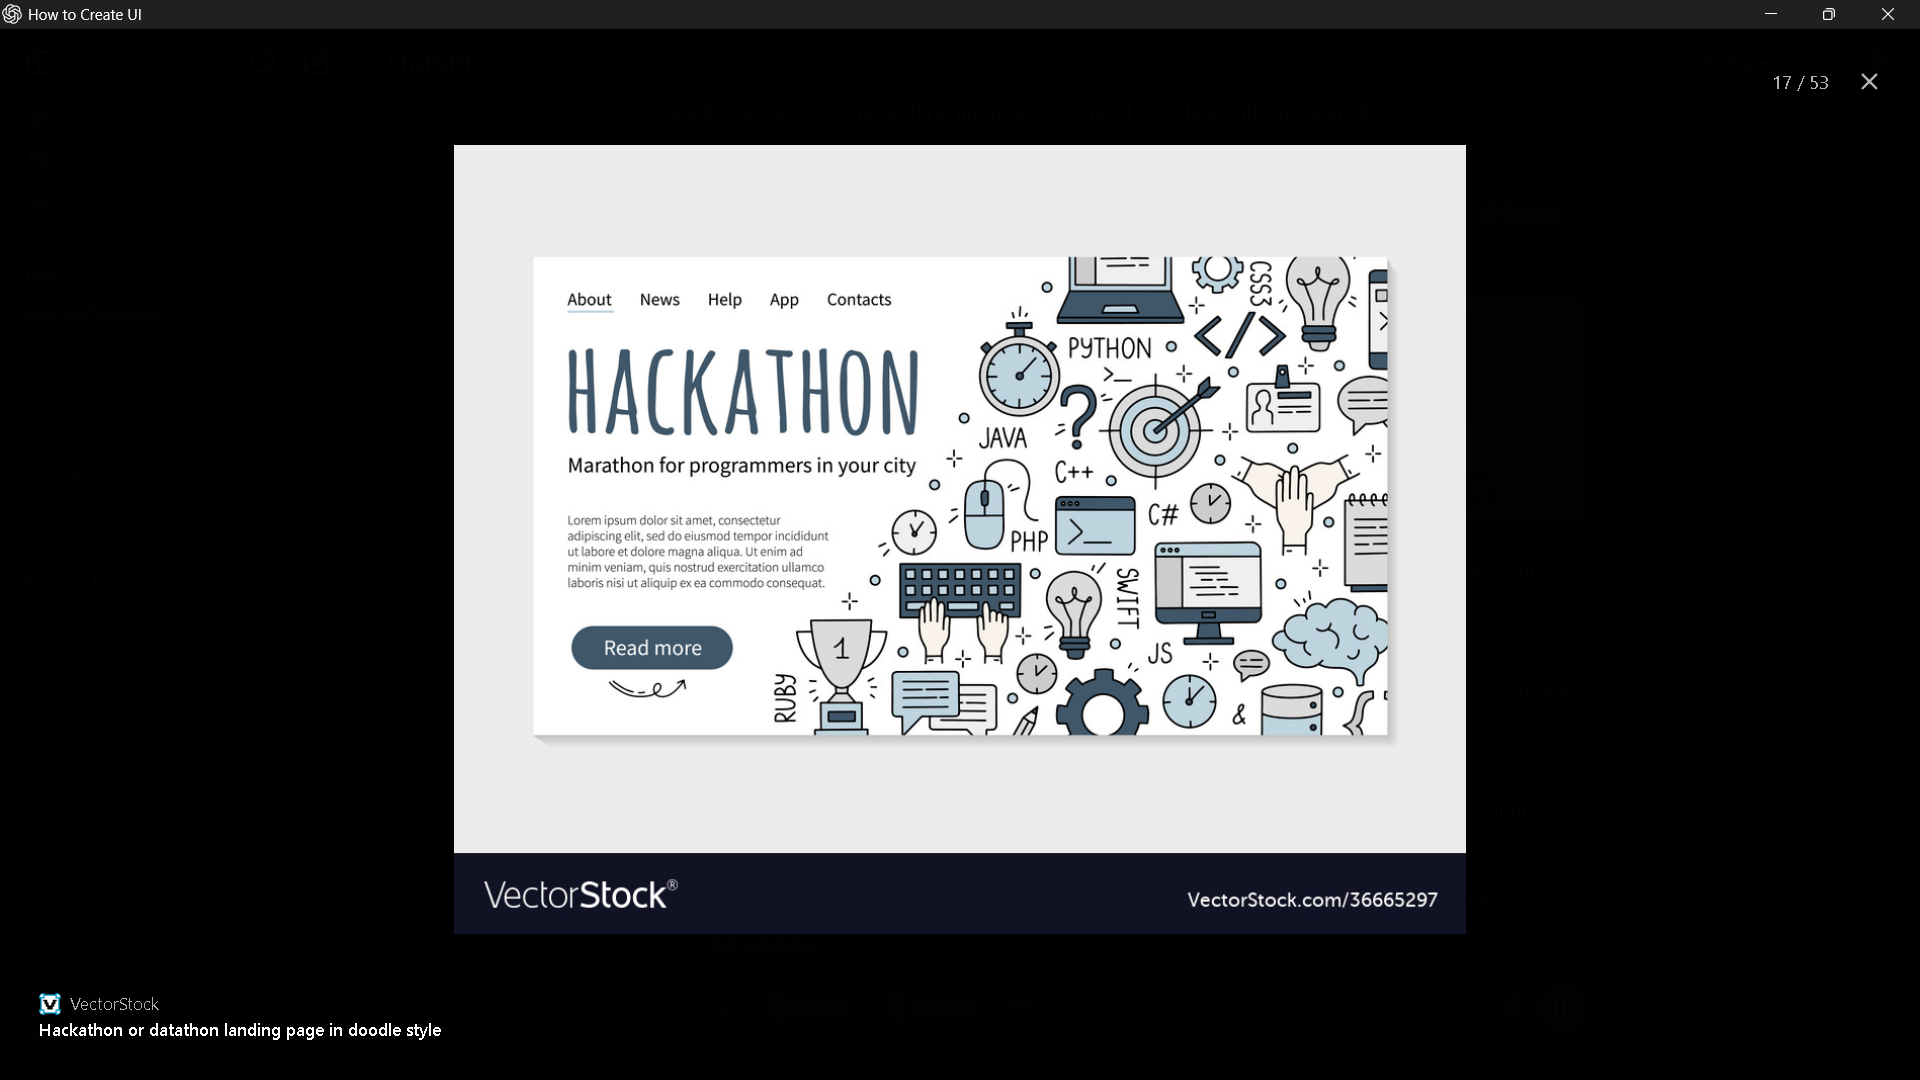 How to Create UI
17 / 53
About News Help App Contacts
HACKATHON
Marathon for programmers in your city
Lorem ipsum dolor sit amet, consectetur
adipiscing elit, sed do eiusmod tempor incididunt
ut labore et dolore magna aliqua. Ut enim ad
minim veniam, quis nostrud exercitation ullamco
laboris nisi ut aliquip ex ea commodo consequat.
Read more
CSS3
</>
PYTHON
>_
?
JAVA
C++
C#
PHP
>_
SWIFT
JS
1
RUBY
&
{
VectorStock®
VectorStock.com/36665297
VectorStock
Hackathon or datathon landing page in doodle style